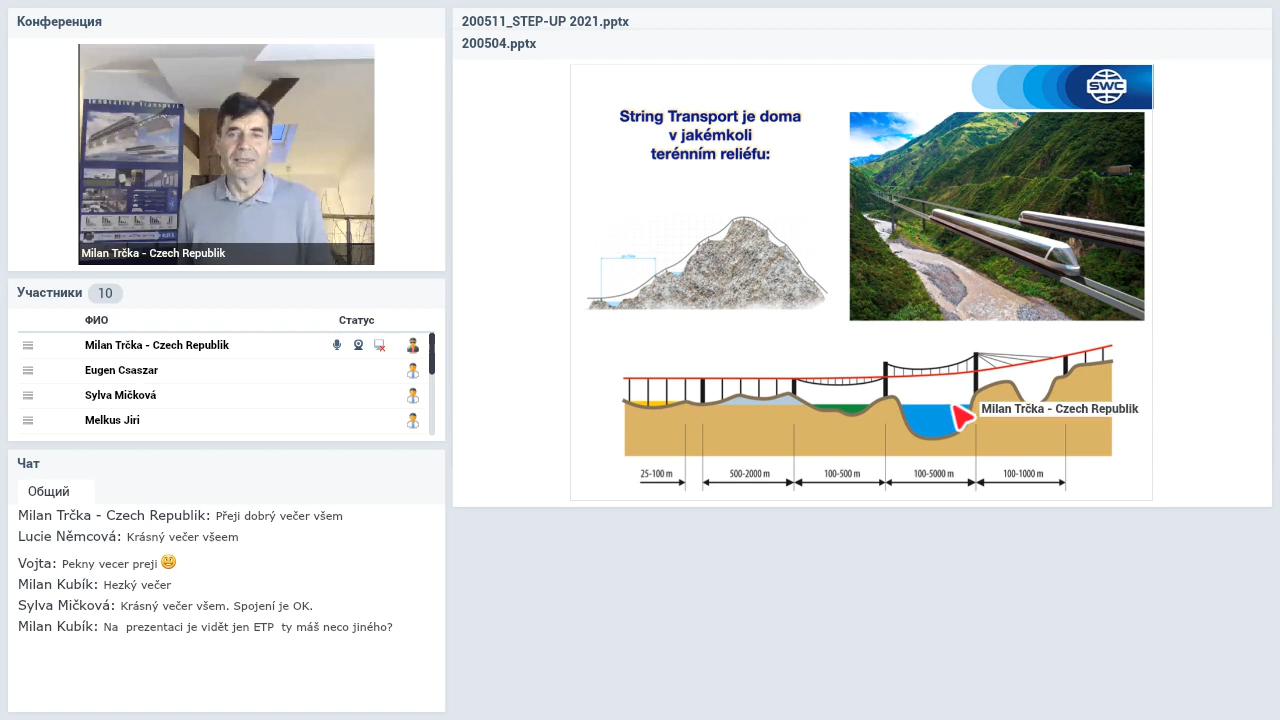 Конференция
Innovative transport
Milan Trčka - Czech Republik
Участники 10
ФИО Статус
Milan Trčka - Czech Republik
Eugen Csaszar
Sylva Mičková
Melkus Jiri
Чат
Общий
Milan Trčka - Czech Republik: Přeji dobrý večer všem
Lucie Němcová: Krásný večer všeem
Vojta: Pekny vecer preji
Milan Kubík: Hezký večer
Sylva Mičková: Krásný večer všem. Spojení je OK.
Milan Kubík: Na prezentaci je vidět jen ETP ty máš neco jiného?
200511_STEP-UP 2021.pptx
200504.pptx
SWC
String Transport je doma
v jakémkoli
terénním reliéfu:
Milan Trčka - Czech Republik
25-100 m 500-2000 m 100-500 m 100-5000 m 100-1000 m